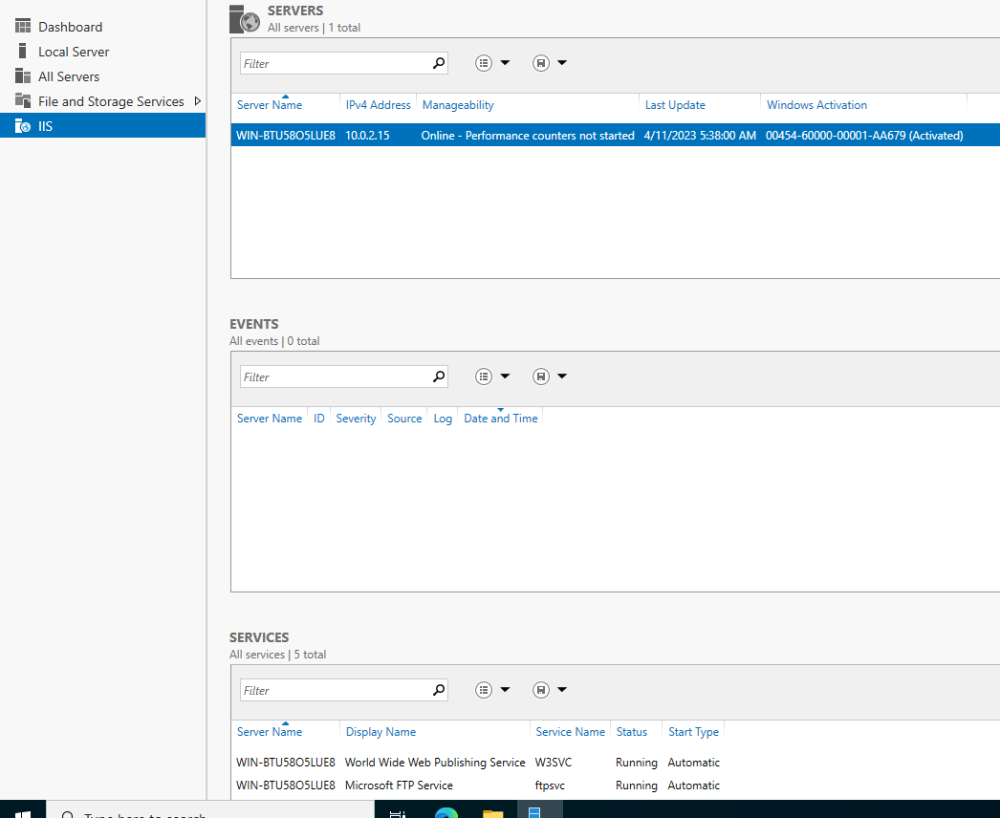 Dashboard
Local Server
All Servers
File and Storage Services
IIS
SERVERS
All servers | 1 total
Filter
Server Name IPv4 Address Manageability Last Update Windows Activation
WIN-BTU58O5LUE8 10.0.2.15 Online - Performance counters not started 4/11/2023 5:38:00 AM 00454-60000-00001-AA679 (Activated)
EVENTS
All events | 0 total
Filter
Server Name ID Severity Source Log Date and Time
SERVICES
All services | 5 total
Filter
Server Name Display Name Service Name Status Start Type
WIN-BTU58O5LUE8 World Wide Web Publishing Service W3SVC Running Automatic
WIN-BTU58O5LUE8 Microsoft FTP Service ftpsvc Running Automatic
Type here to search